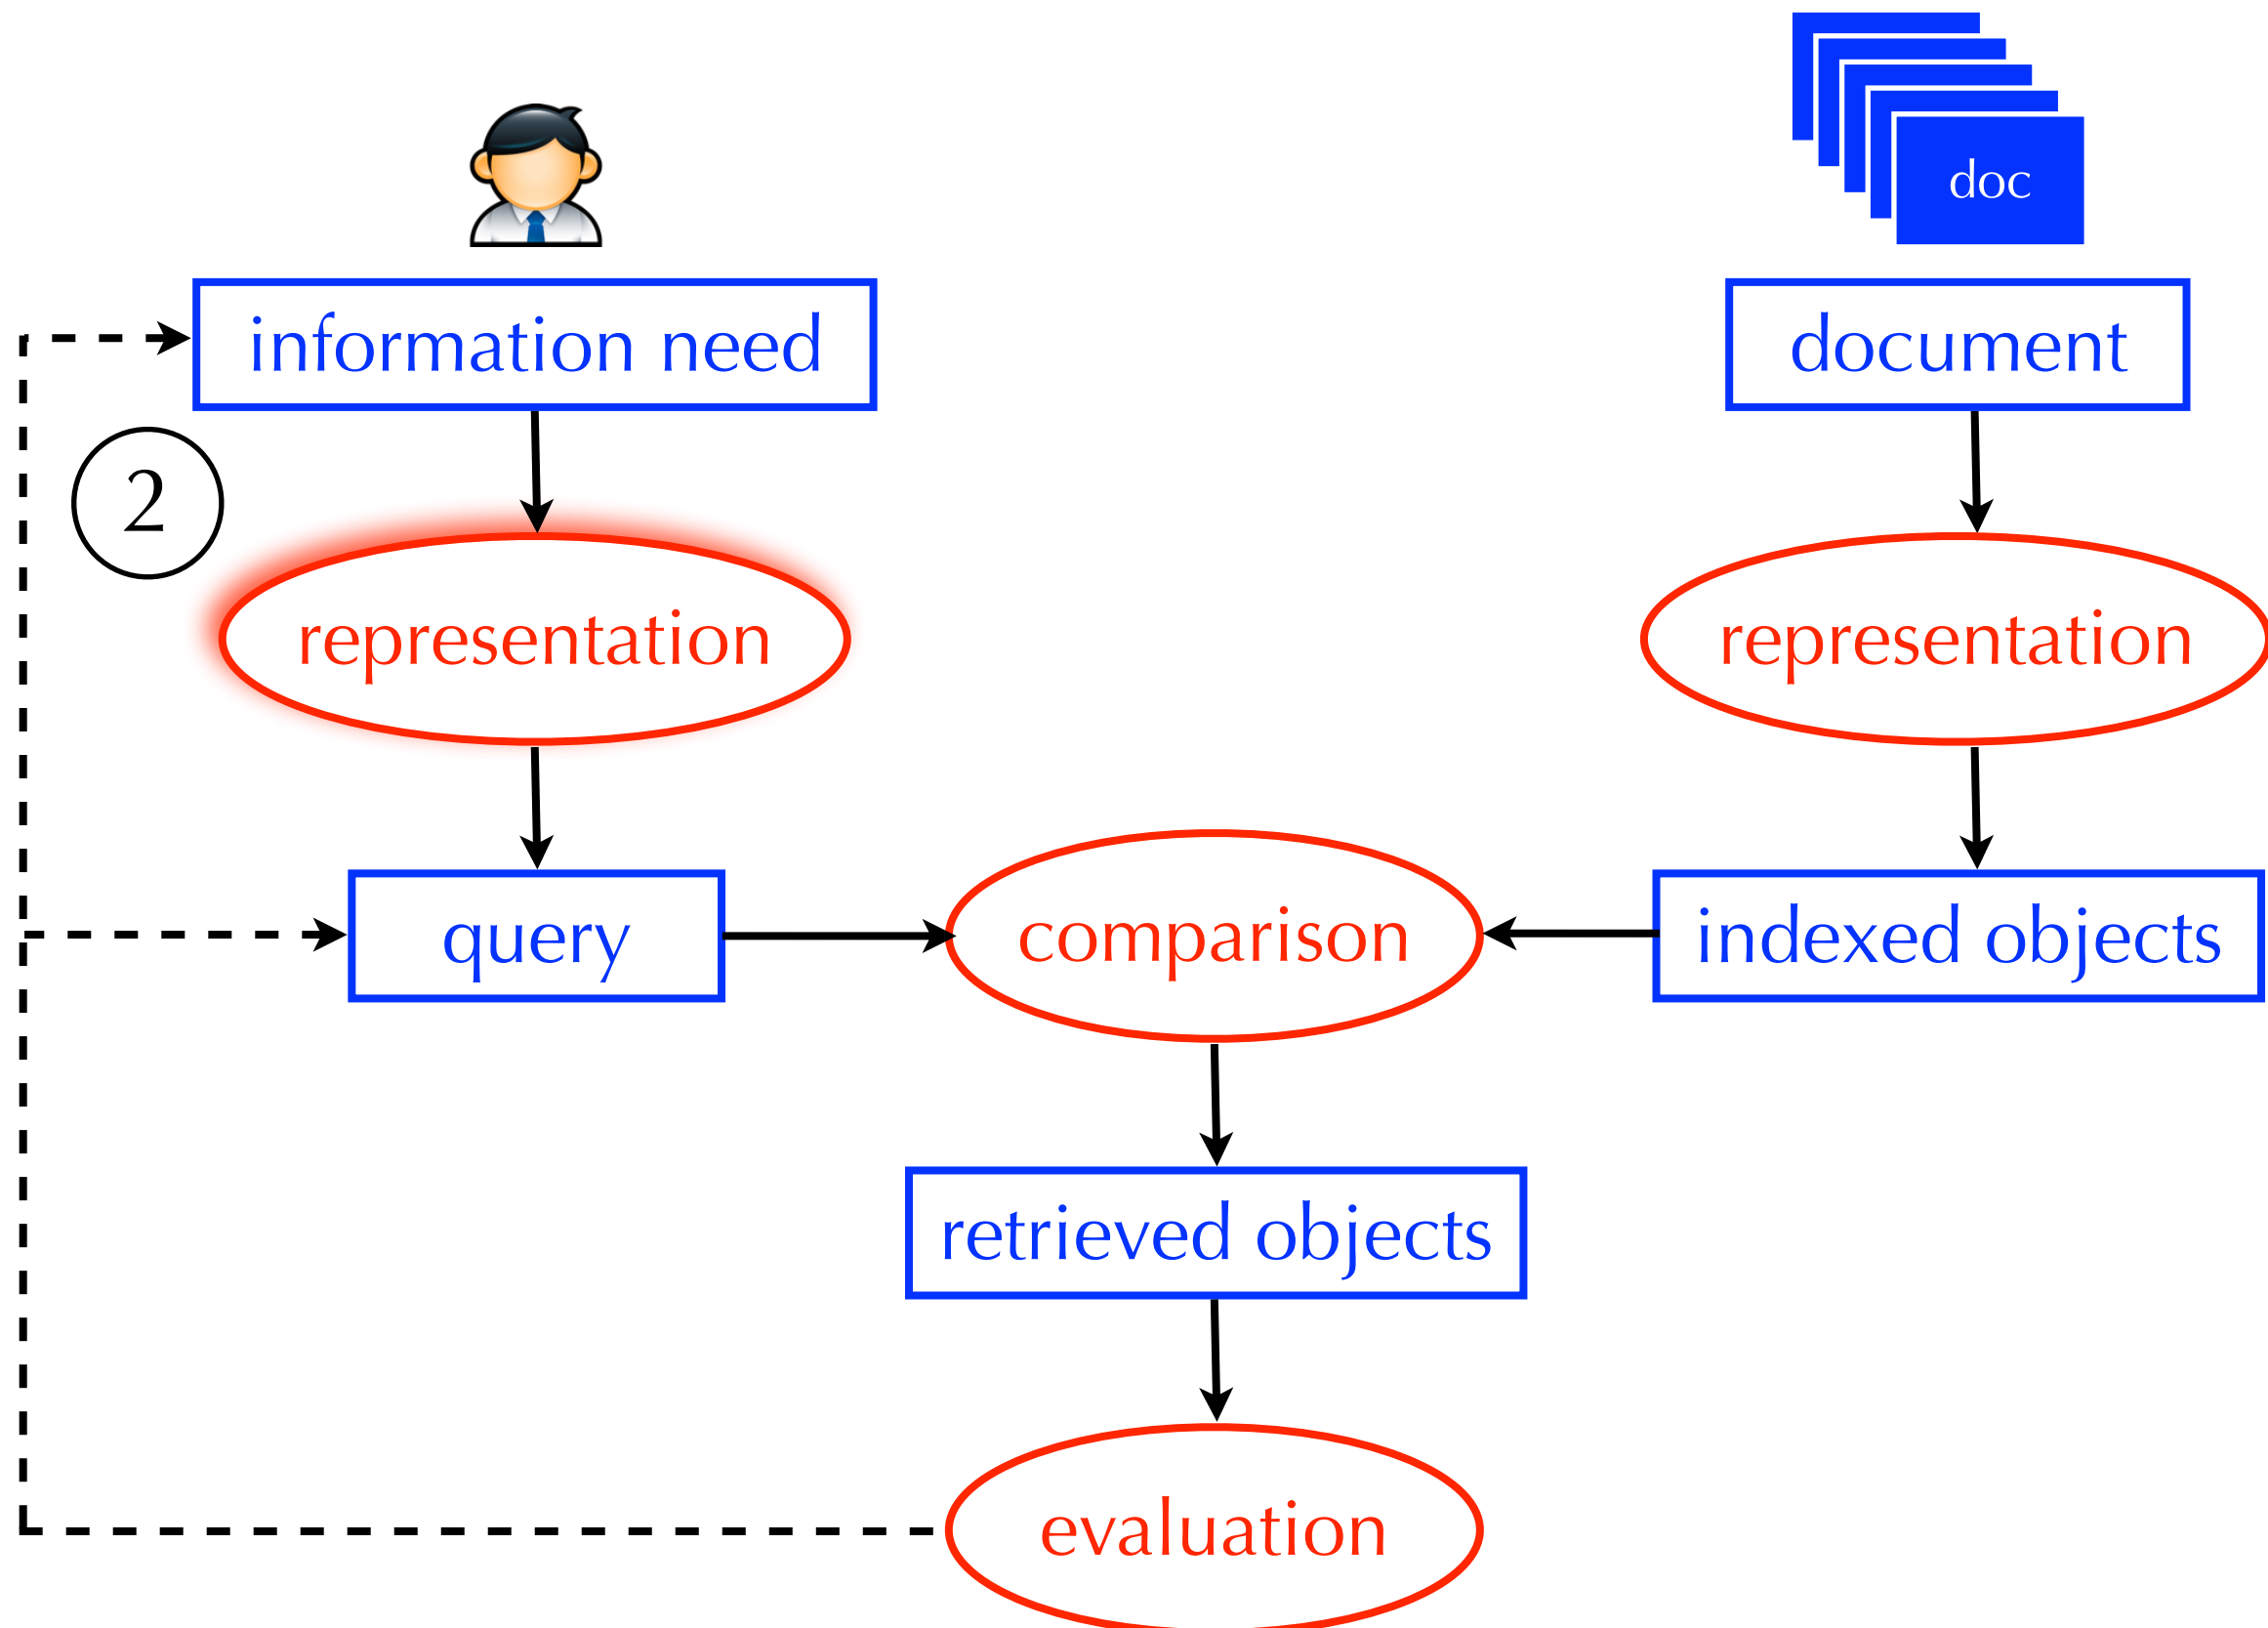 doc
information need
document
2
representation
representation
query
comparison
indexed objects
retrieved objects
evaluation